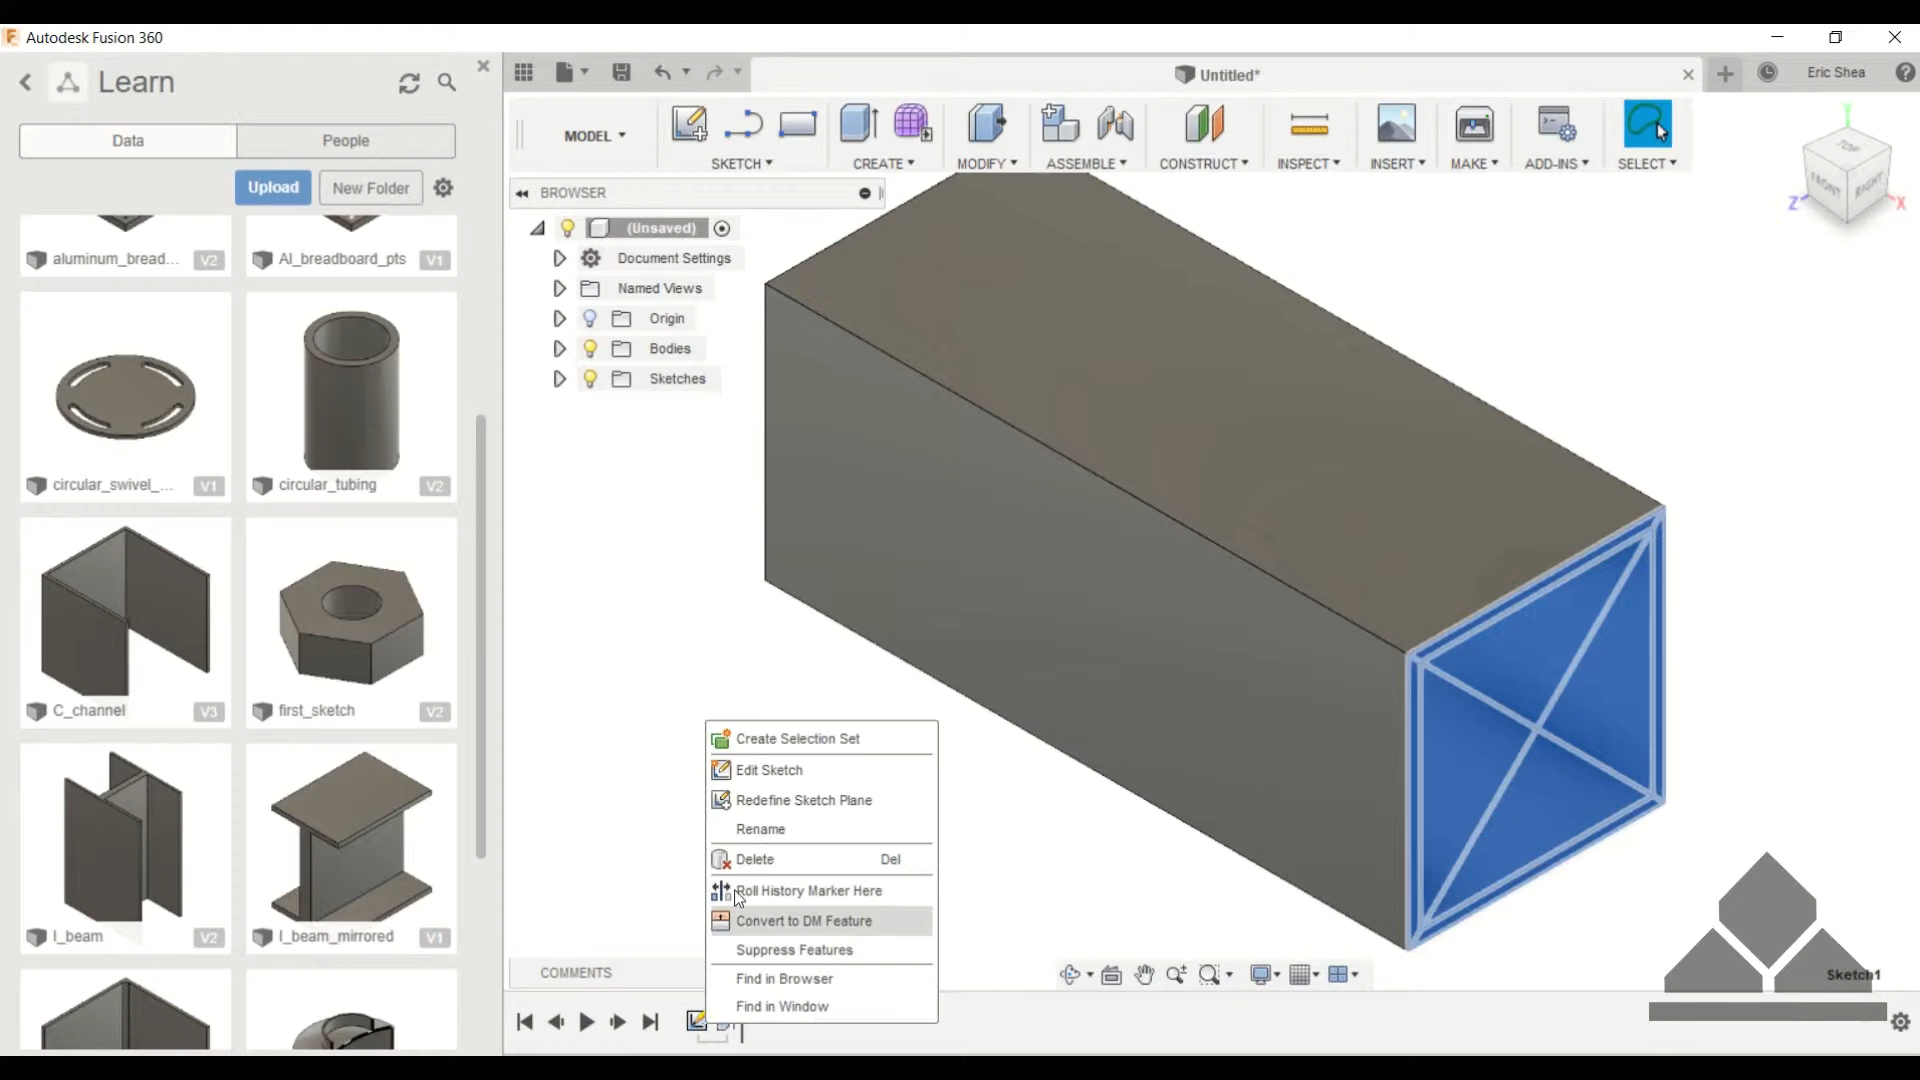 Autodesk Fusion 360
Learn
Data
People
Upload
New Folder
aluminum_bread...
V2
Al_breadboard_pts
V1
circular_swivel_...
V1
circular_tubing
V2
C_channel
V3
first_sketch
V2
I_beam
V2
I_beam_mirrored
V1
Untitled*
Eric Shea
MODEL
SKETCH
CREATE
MODIFY
ASSEMBLE
CONSTRUCT
INSPECT
INSERT
MAKE
ADD-INS
SELECT
BROWSER
(Unsaved)
Document Settings
Named Views
Origin
Bodies
Sketches
TOP
FRONT
RIGHT
Y
Z
X
Create Selection Set
Edit Sketch
Redefine Sketch Plane
Rename
Delete Del
Roll History Marker Here
Convert to DM Feature
Suppress Features
Find in Browser
Find in Window
COMMENTS
Sketch1